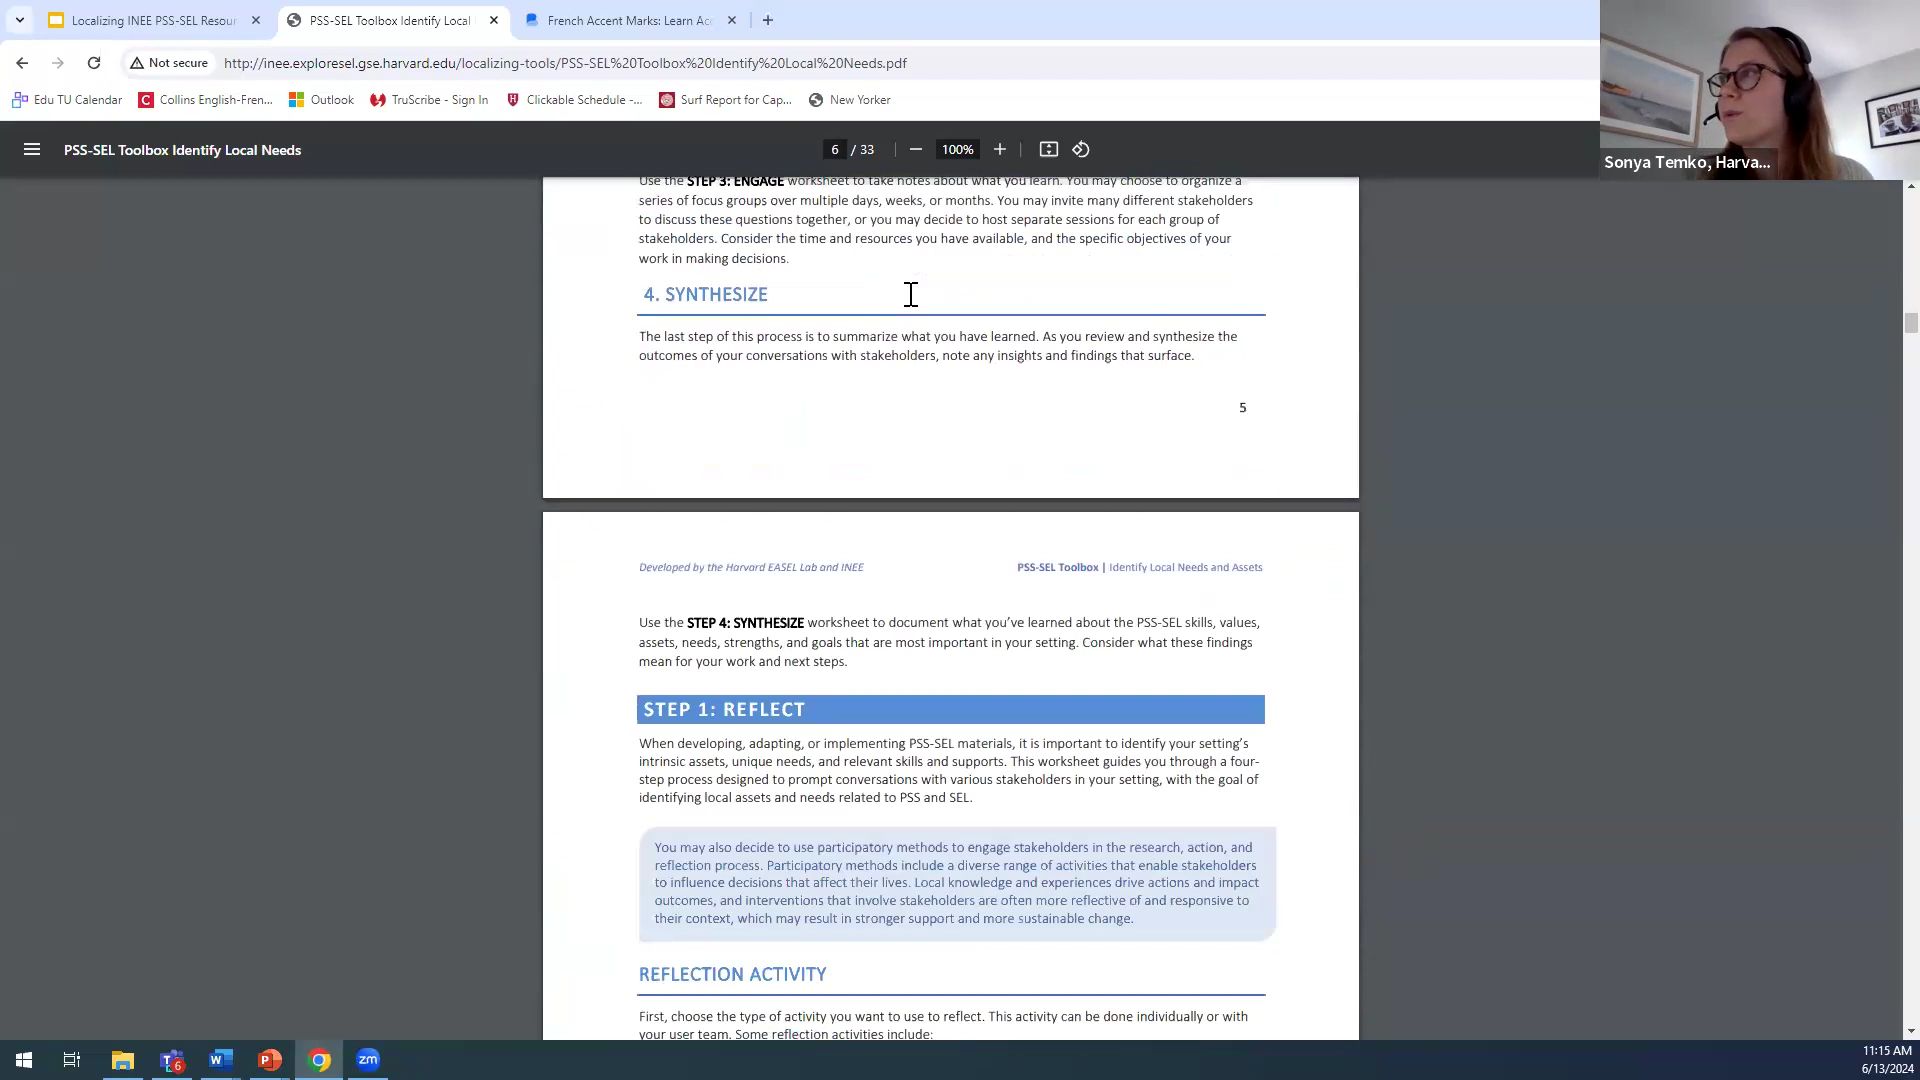 Localizing INEE PSS-SEL Resour
PSS-SEL Toolbox Identify Local
French Accent Marks: Learn Ac
Not secure
http://inee.exploresel.gse.harvard.edu/localizing-tools/PSS-SEL%20Toolbox%20Identify%20Local%20Needs.pdf
Edu TU Calendar
Collins English-Fren...
Outlook
TruScribe - Sign In
Clickable Schedule -...
Surf Report for Cap...
New Yorker
PSS-SEL Toolbox Identify Local Needs
6 / 33
100%
Sonya Temko, Harva...
Use the STEP 3: ENGAGE worksheet to take notes about what you learn. You may choose to organize a
series of focus groups over multiple days, weeks, or months. You may invite many different stakeholders
to discuss these questions together, or you may decide to host separate sessions for each group of
stakeholders. Consider the time and resources you have available, and the specific objectives of your
work in making decisions.
4. SYNTHESIZE
The last step of this process is to summarize what you have learned. As you review and synthesize the
outcomes of your conversations with stakeholders, note any insights and findings that surface.
5
Developed by the Harvard EASEL Lab and INEE
PSS-SEL Toolbox | Identify Local Needs and Assets
Use the STEP 4: SYNTHESIZE worksheet to document what you've learned about the PSS-SEL skills, values,
assets, needs, strengths, and goals that are most important in your setting. Consider what these findings
mean for your work and next steps.
STEP 1: REFLECT
When developing, adapting, or implementing PSS-SEL materials, it is important to identify your setting's
intrinsic assets, unique needs, and relevant skills and supports. This worksheet guides you through a four-
step process designed to prompt conversations with various stakeholders in your setting, with the goal of
identifying local assets and needs related to PSS and SEL.
You may also decide to use participatory methods to engage stakeholders in the research, action, and
reflection process. Participatory methods include a diverse range of activities that enable stakeholders
to influence decisions that affect their lives. Local knowledge and experiences drive actions and impact
outcomes, and interventions that involve stakeholders are often more reflective of and responsive to
their context, which may result in stronger support and more sustainable change.
REFLECTION ACTIVITY
First, choose the type of activity you want to use to reflect. This activity can be done individually or with
your user team. Some reflection activities include:
6
zm
11:15 AM
6/13/2024